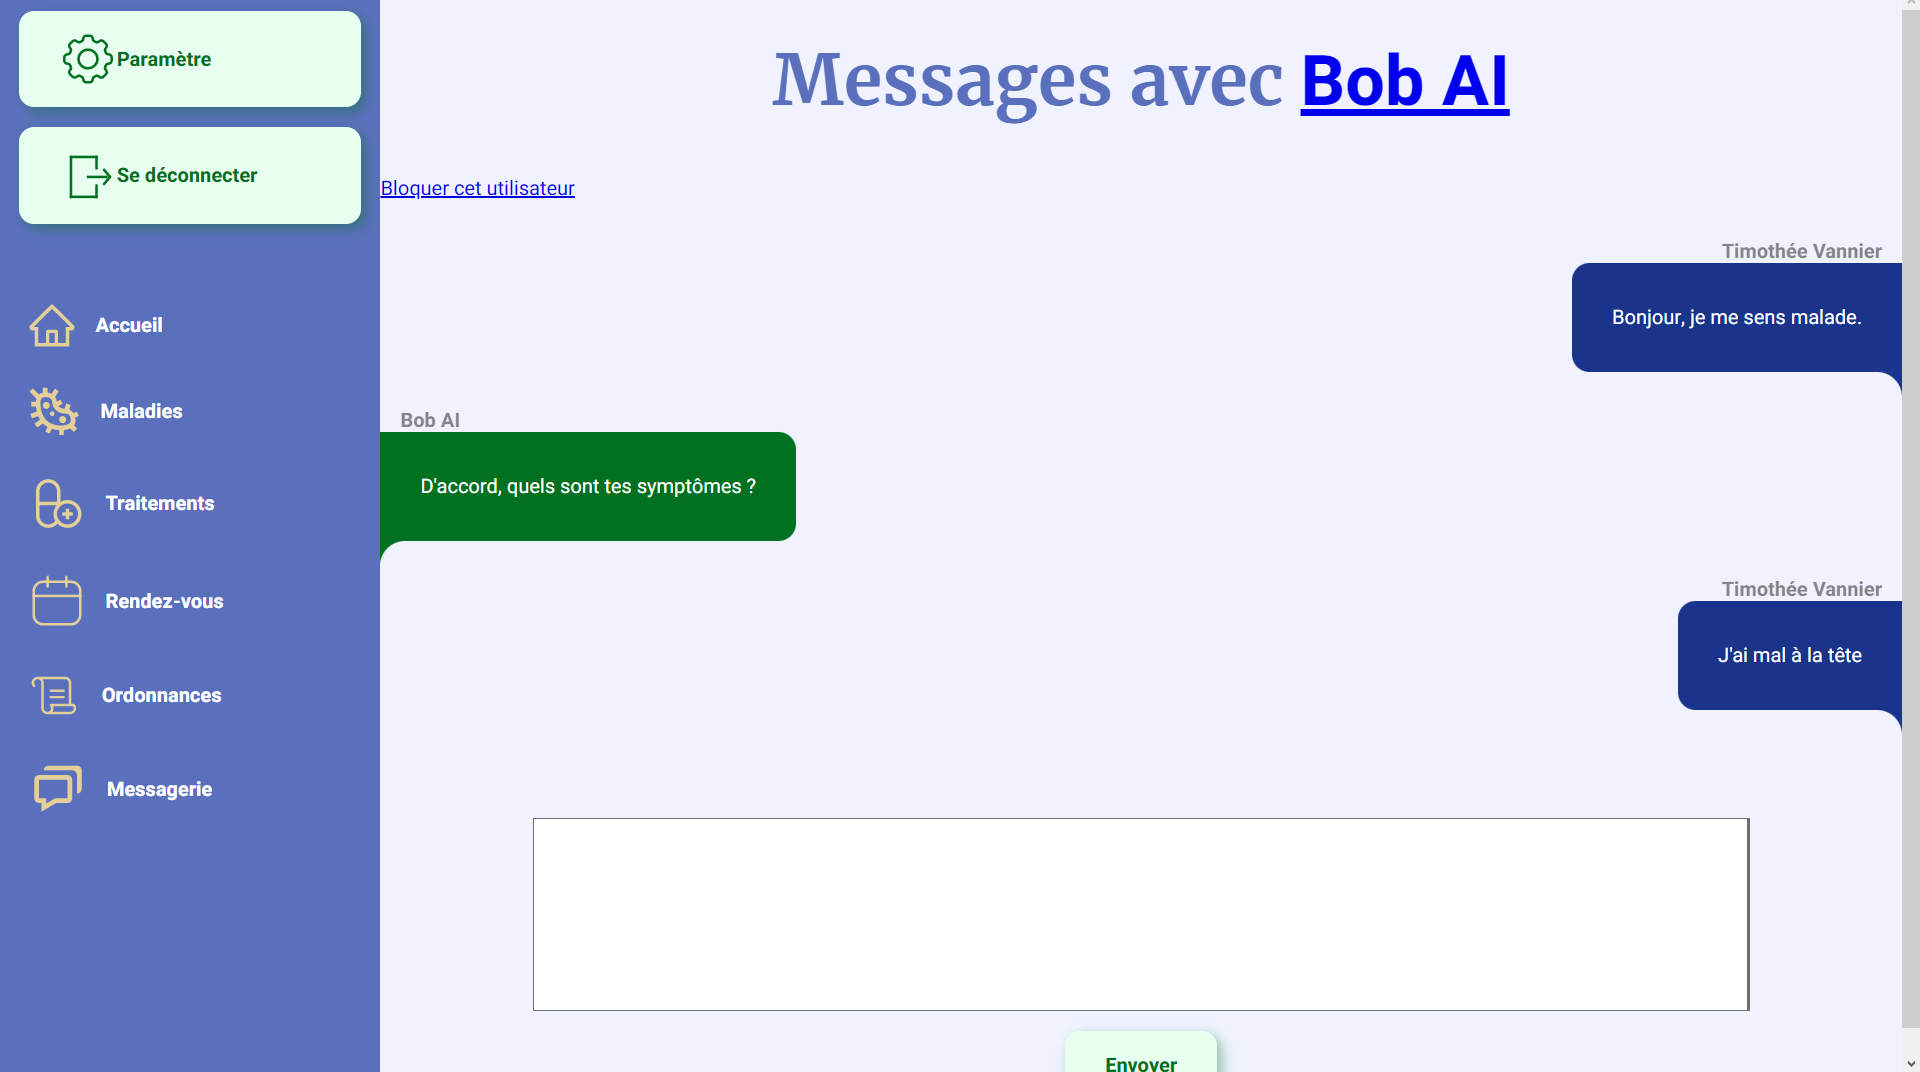 Paramètre
Se déconnecter
Accueil
Maladies
Traitements
Rendez-vous
Ordonnances
Messagerie
Messages avec Bob AI
Bloquer cet utilisateur
Timothée Vannier
Bonjour, je me sens malade.
Bob AI
D'accord, quels sont tes symptômes ?
Timothée Vannier
J'ai mal à la tête
Envoyer